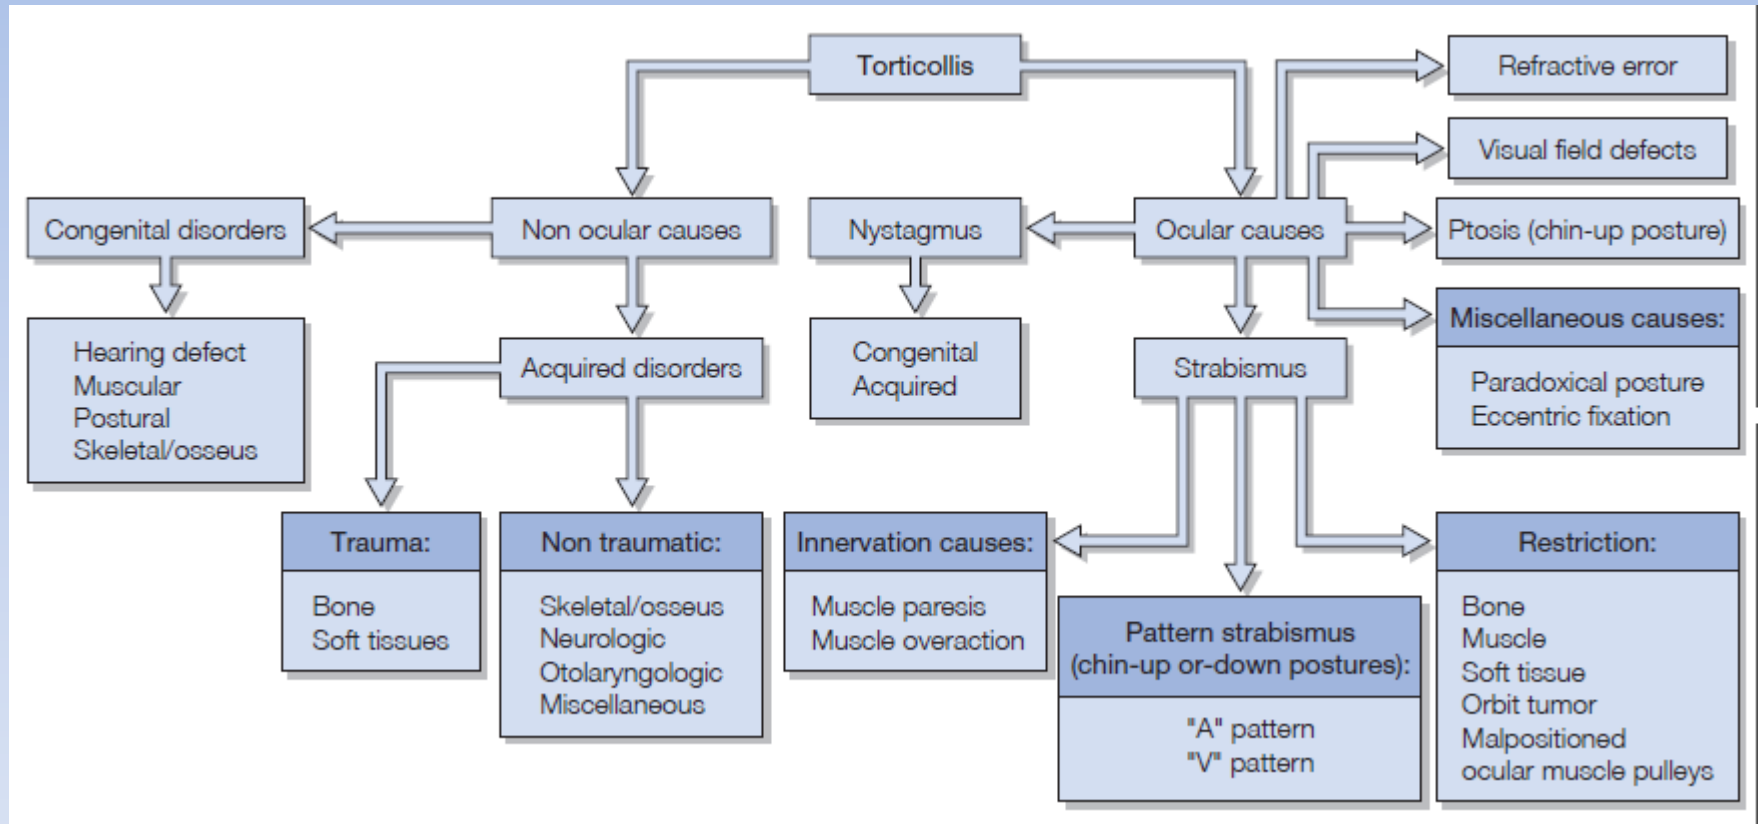 Torticollis
Refractive error
Visual field defects
Congenital disorders
Non ocular causes
Nystagmus
Ocular causes
Ptosis (chin-up posture)
Hearing defect
Muscular
Postural
Skeletal/osseus
Acquired disorders
Congenital
Acquired
Strabismus
Miscellaneous causes:
Paradoxical posture
Eccentric fixation
Trauma:
Bone
Soft tissues
Non traumatic:
Skeletal/osseus
Neurologic
Otolaryngologic
Miscellaneous
Innervation causes:
Muscle paresis
Muscle overaction
Pattern strabismus
(chin-up or-down postures):
"A" pattern
"V" pattern
Restriction:
Bone
Muscle
Soft tissue
Orbit tumor
Malpositioned
ocular muscle pulleys